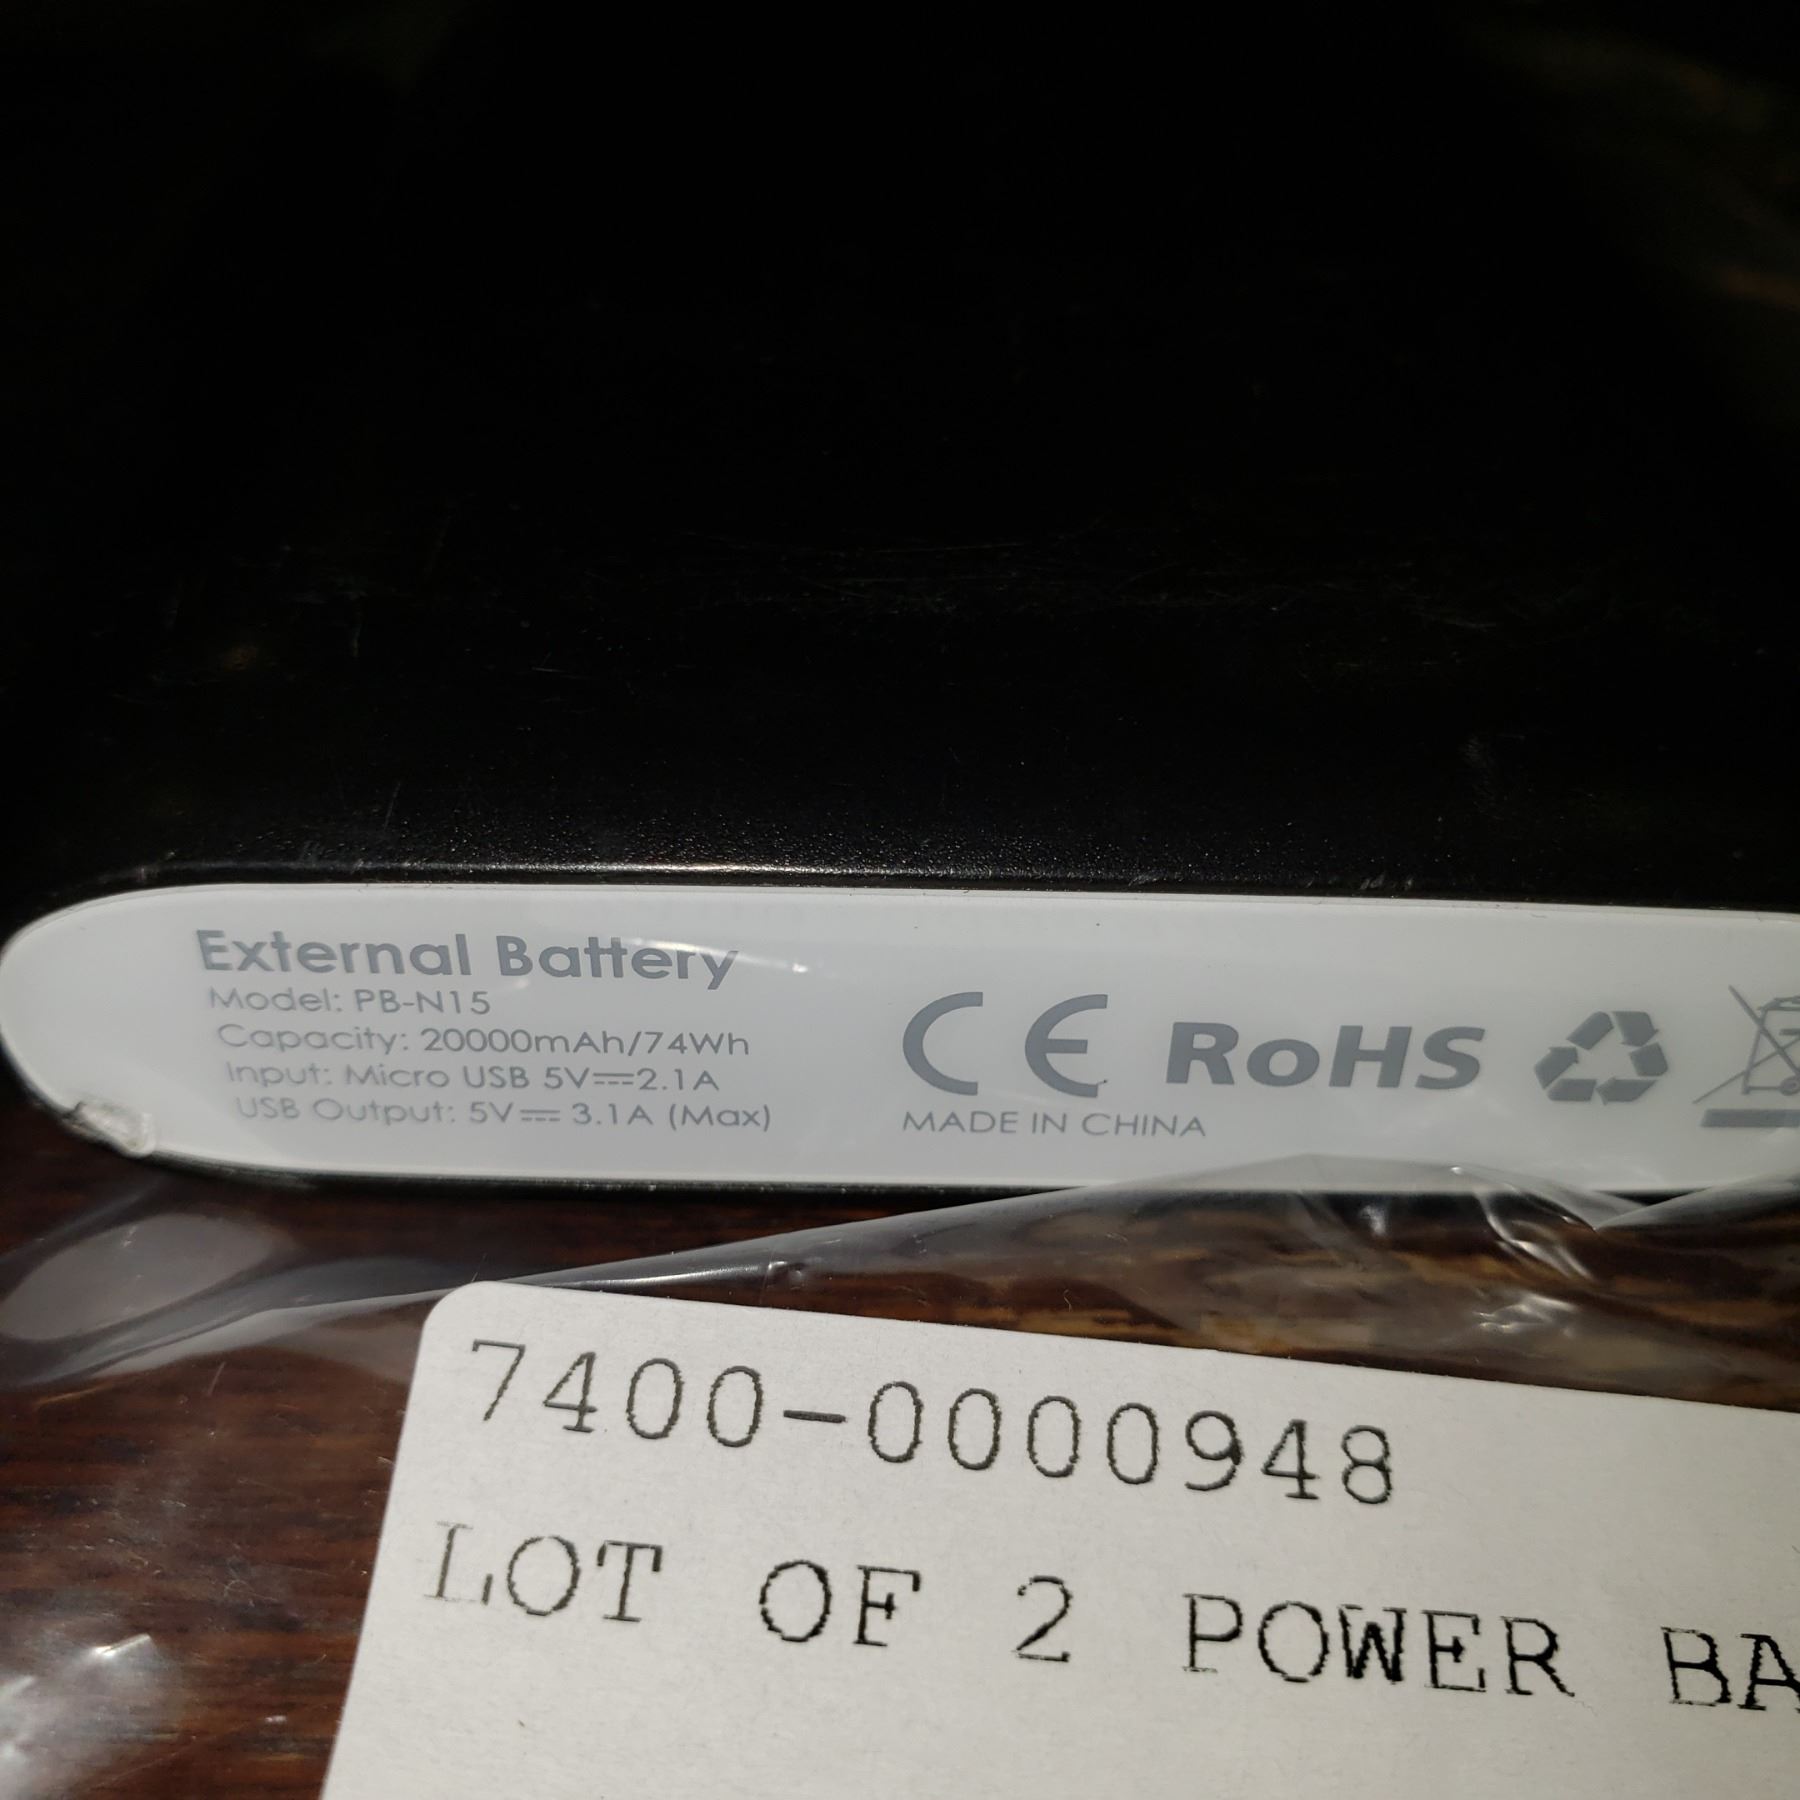 External Battery
Model: PB-N15
Capacity: 20000mAh/74Wh
Input: Micro USB 5V⎓2.1A
USB Output: 5V⎓ 3.1A (Max)
CE RoHS
MADE IN CHINA
7400-0000948
LOT OF 2 POWER BA